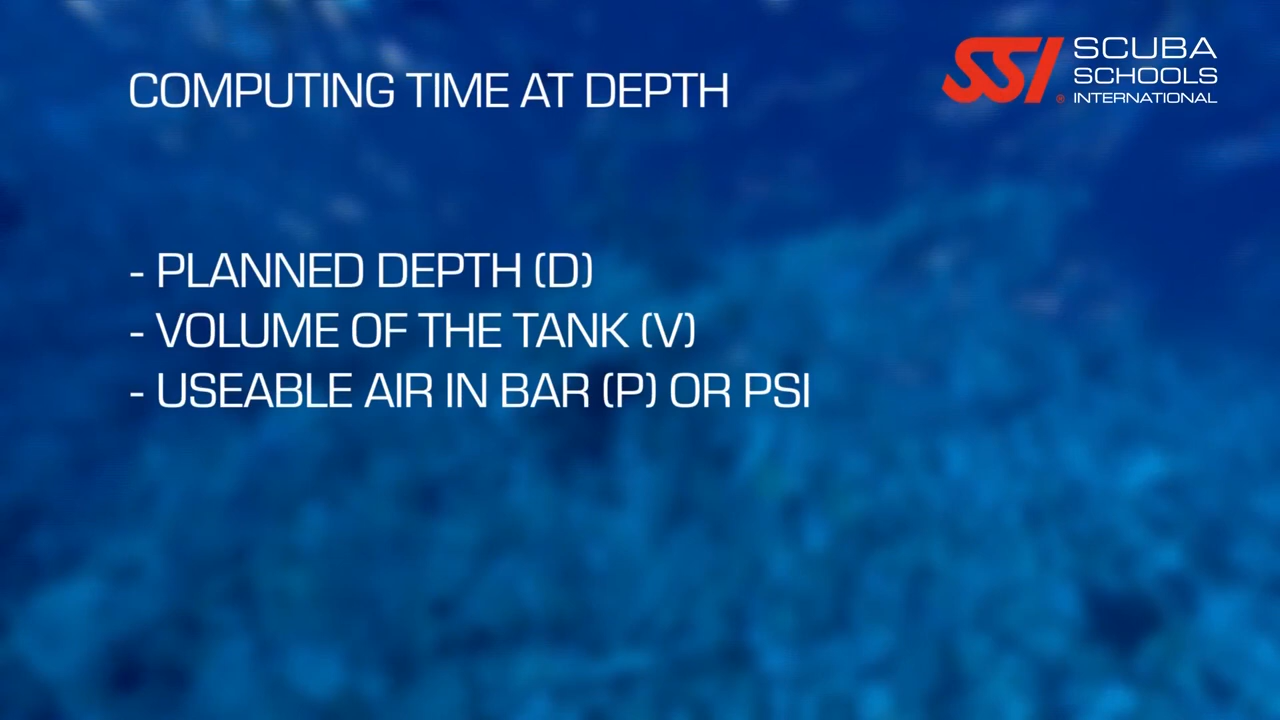 COMPUTING TIME AT DEPTH
SSI ®
SCUBA
SCHOOLS
INTERNATIONAL
- PLANNED DEPTH (D)
- VOLUME OF THE TANK (V)
- USEABLE AIR IN BAR (P) OR PSI